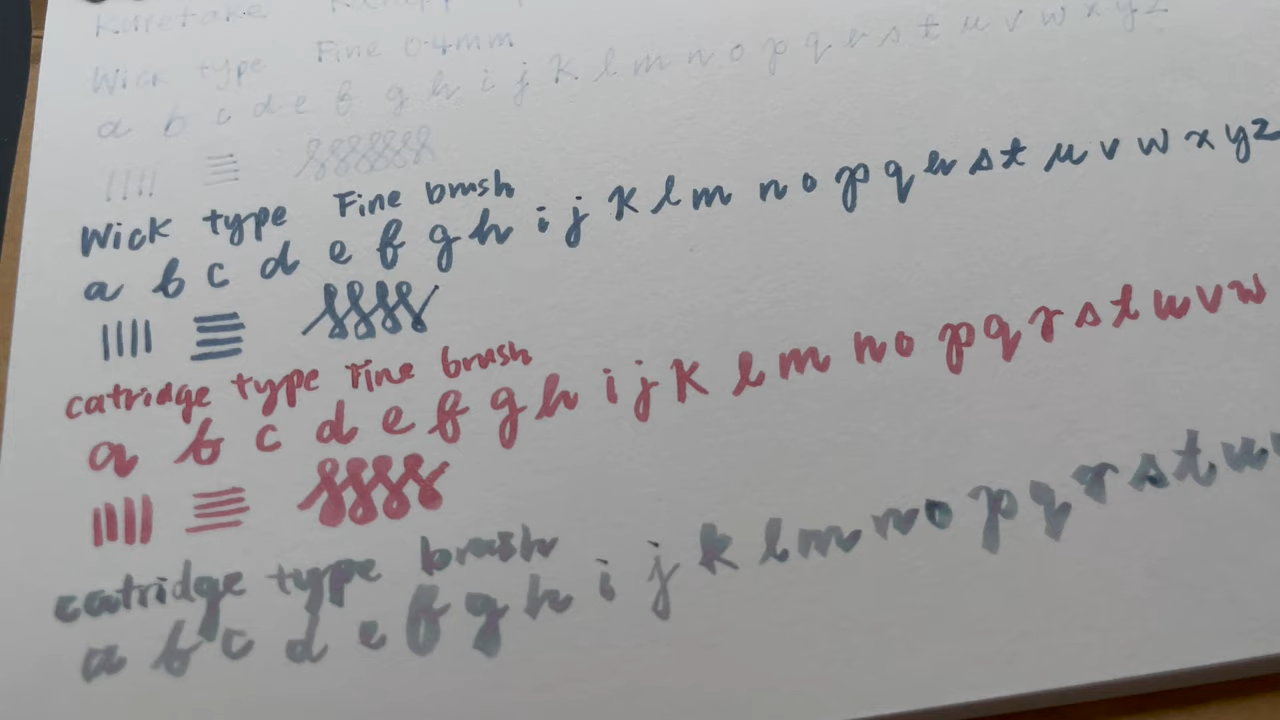 Kuretake
Wick type Fine 0.4mm
a b c d e f g h i j k l m n o p q r s t u v w x y z
Wick type Fine brush
a b c d e f g h i j k l m n o p q r s t u v w x y z
catridge type Fine brush
a b c d e f g h i j k l m n o p q r s t u v w
catridge type brush
a b c d e f g h i j k l m n o p q r s t u